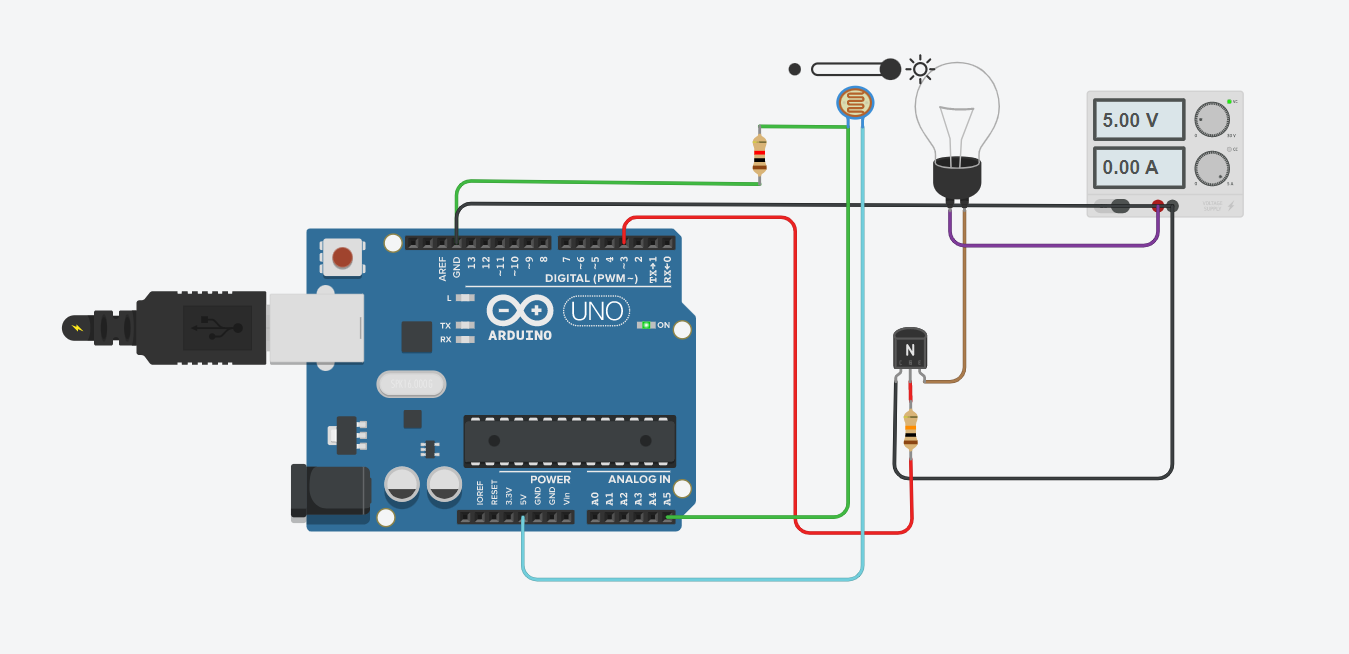 5.00 V
0.00 A
N
AREF
GND
13
12
~11
~10
~9
8
7
~6
~5
4
~3
2
TX→1
RX←0
DIGITAL (PWM~)
L
TX
RX
ARDUINO
UNO
ON
POWER
ANALOG IN
IOREF
RESET
3.3V
5V
GND
GND
Vin
A0
A1
A2
A3
A4
A5